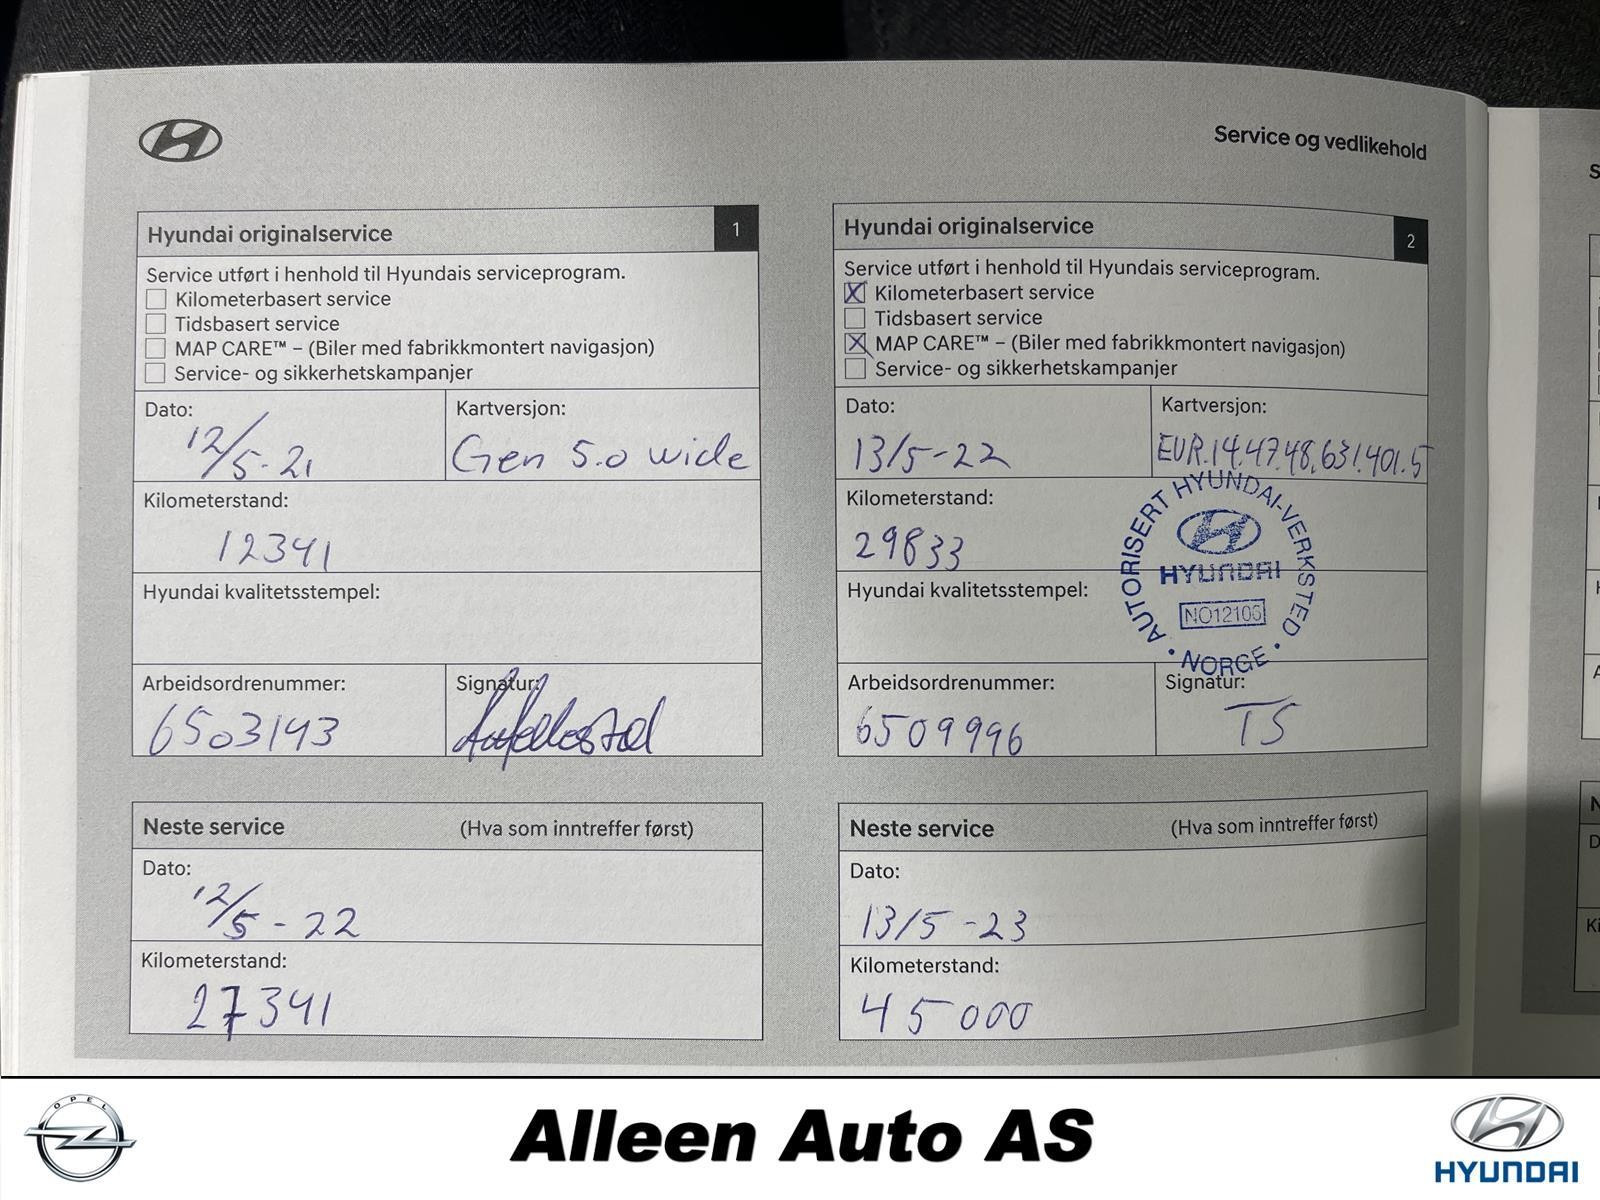 Service og vedlikehold
Hyundai originalservice 1
Service utført i henhold til Hyundais serviceprogram.
Kilometerbasert service
Tidsbasert service
MAP CARE™ – (Biler med fabrikkmontert navigasjon)
Service- og sikkerhetskampanjer
Dato:
12/5-21
Kartversjon:
Gen 5.0 wide
Kilometerstand:
12341
Hyundai kvalitetsstempel:
Arbeidsordrenummer:
6503143
Signatur:
Neste service (Hva som inntreffer først)
Dato:
12/5-22
Kilometerstand:
27341
Hyundai originalservice 2
Service utført i henhold til Hyundais serviceprogram.
Kilometerbasert service
Tidsbasert service
MAP CARE™ – (Biler med fabrikkmontert navigasjon)
Service- og sikkerhetskampanjer
Dato:
13/5-22
Kartversjon:
EUR.14.47.48.631.401.5
Kilometerstand:
29833
Hyundai kvalitetsstempel:
AUTORISERT HYUNDAI-VERKSTED
HYUNDAI
NO12105
• NORGE •
Arbeidsordrenummer:
6509996
Signatur:
TS
Neste service (Hva som inntreffer først)
Dato:
13/5-23
Kilometerstand:
45000
OPEL
Alleen Auto AS
HYUNDAI